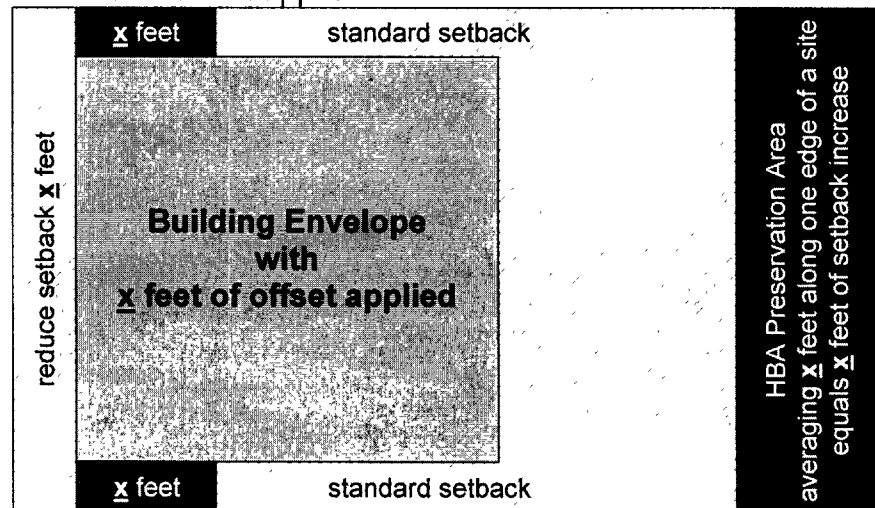 x feet
standard setback
reduce setback x feet
Building Envelope
with
x feet of offset applied
HBA Preservation Area
averaging x feet along one edge of a site
equals x feet of setback increase
x feet
standard setback